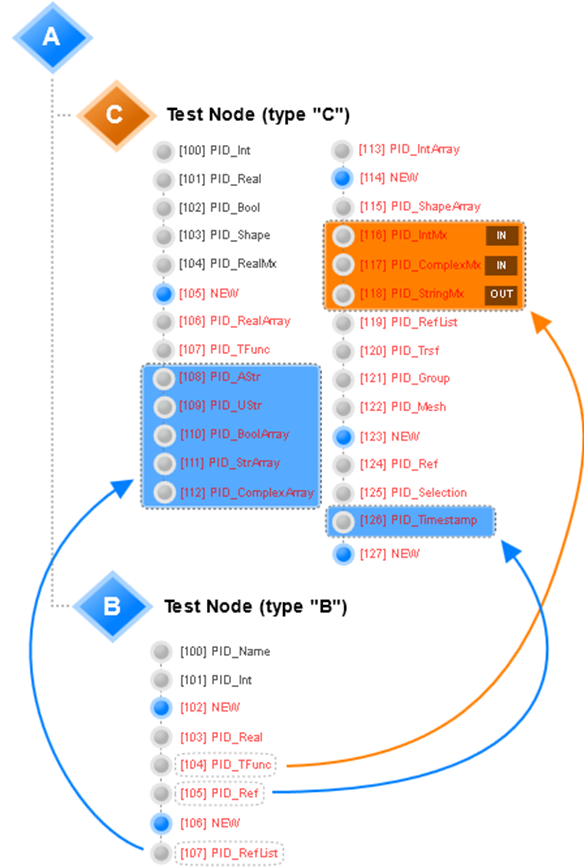 A
C
Test Node (type "C")
[100] PID_Int
[101] PID_Real
[102] PID_Bool
[103] PID_Shape
[104] PID_RealMx
[105] NEW
[106] PID_RealArray
[107] PID_TFunc
[108] PID_AStr
[109] PID_UStr
[110] PID_BoolArray
[111] PID_StrArray
[112] PID_ComplexArray
[113] PID_IntArray
[114] NEW
[115] PID_ShapeArray
[116] PID_IntMx IN
[117] PID_ComplexMx IN
[118] PID_StringMx OUT
[119] PID_RefList
[120] PID_Trsf
[121] PID_Group
[122] PID_Mesh
[123] NEW
[124] PID_Ref
[125] PID_Selection
[126] PID_Timestamp
[127] NEW
B
Test Node (type "B")
[100] PID_Name
[101] PID_Int
[102] NEW
[103] PID_Real
[104] PID_TFunc
[105] PID_Ref
[106] NEW
[107] PID_RefList